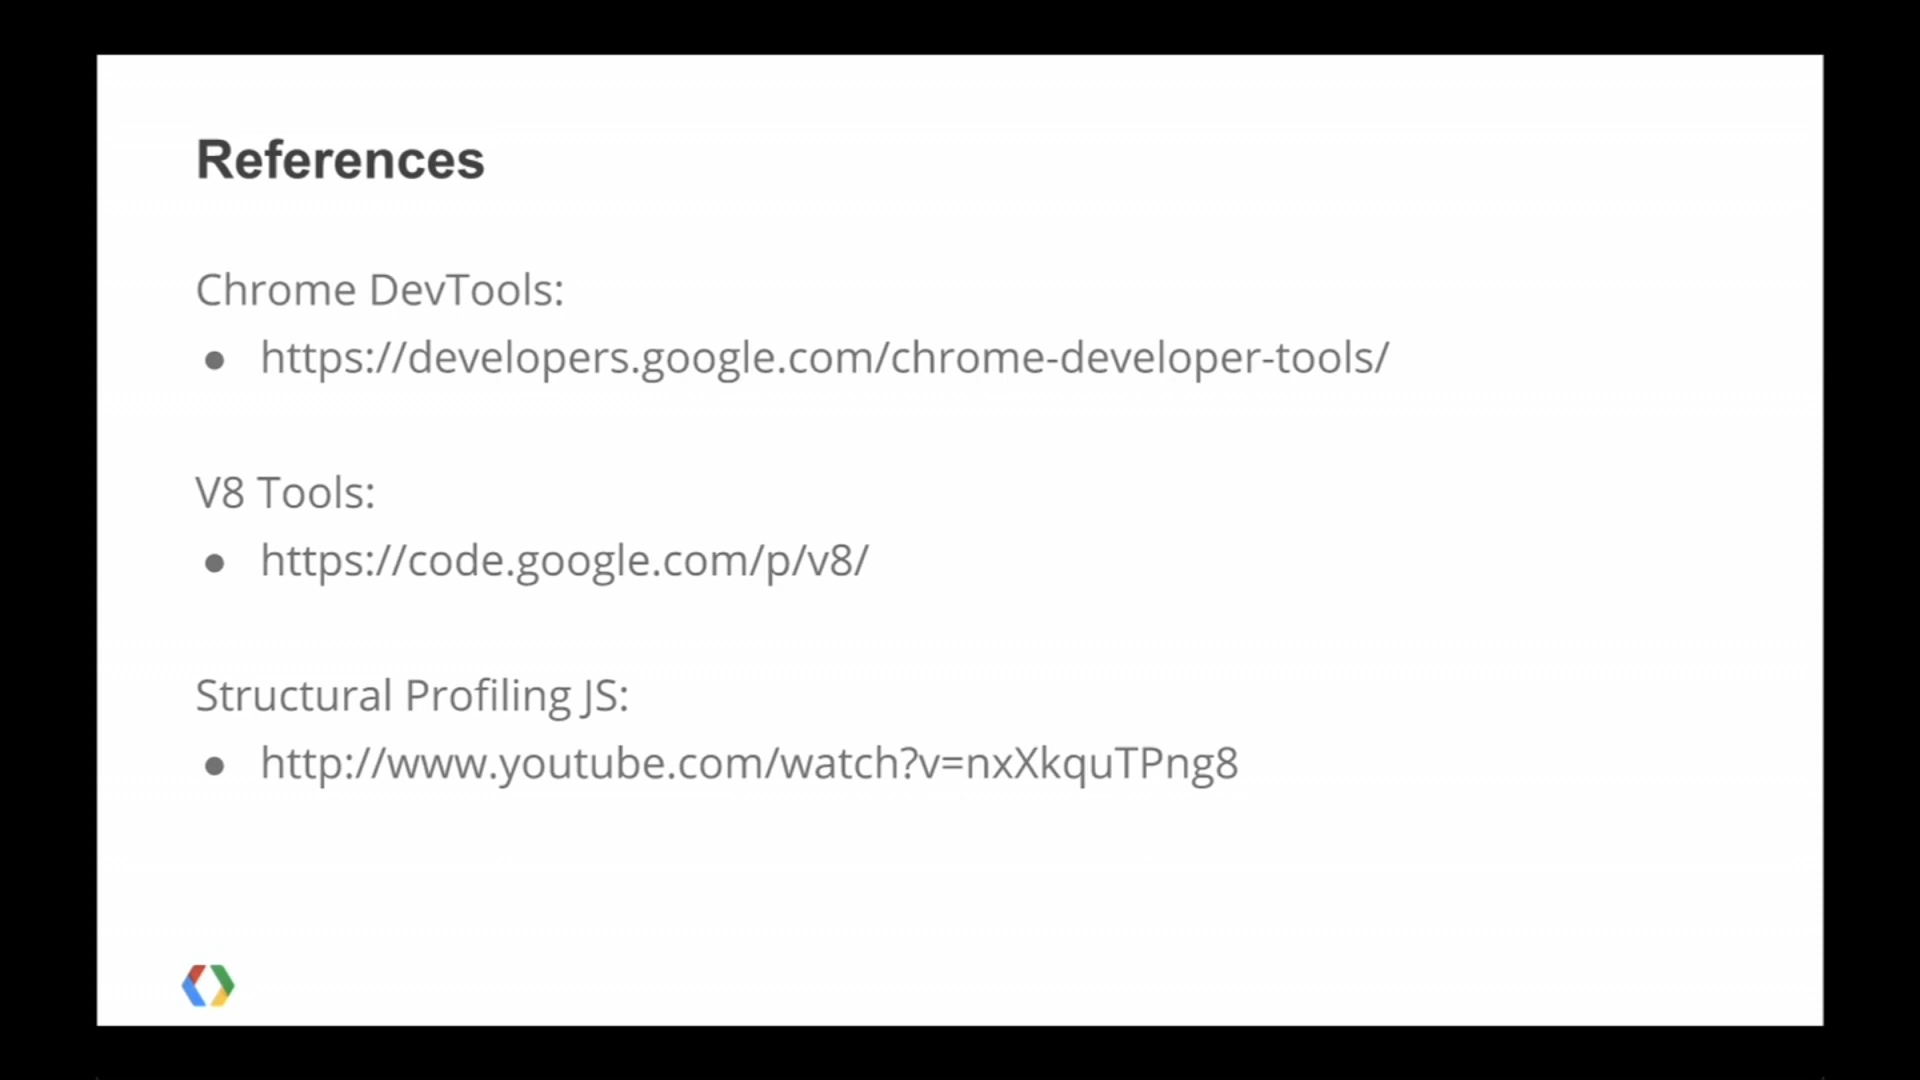 References
Chrome DevTools:
● https://developers.google.com/chrome-developer-tools/
V8 Tools:
● https://code.google.com/p/v8/
Structural Profiling JS:
● http://www.youtube.com/watch?v=nxXkquTPng8